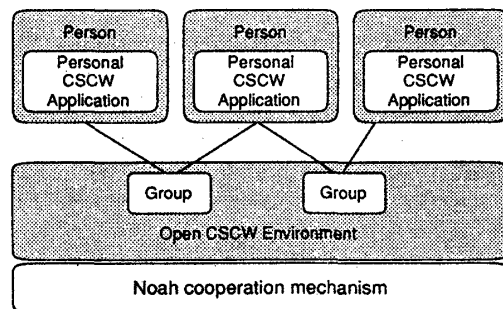 Person
Personal
CSCW
Application
Person
Personal
CSCW
Application
Person
Personal
CSCW
Application
Group
Group
Open CSCW Environment
Noah cooperation mechanism